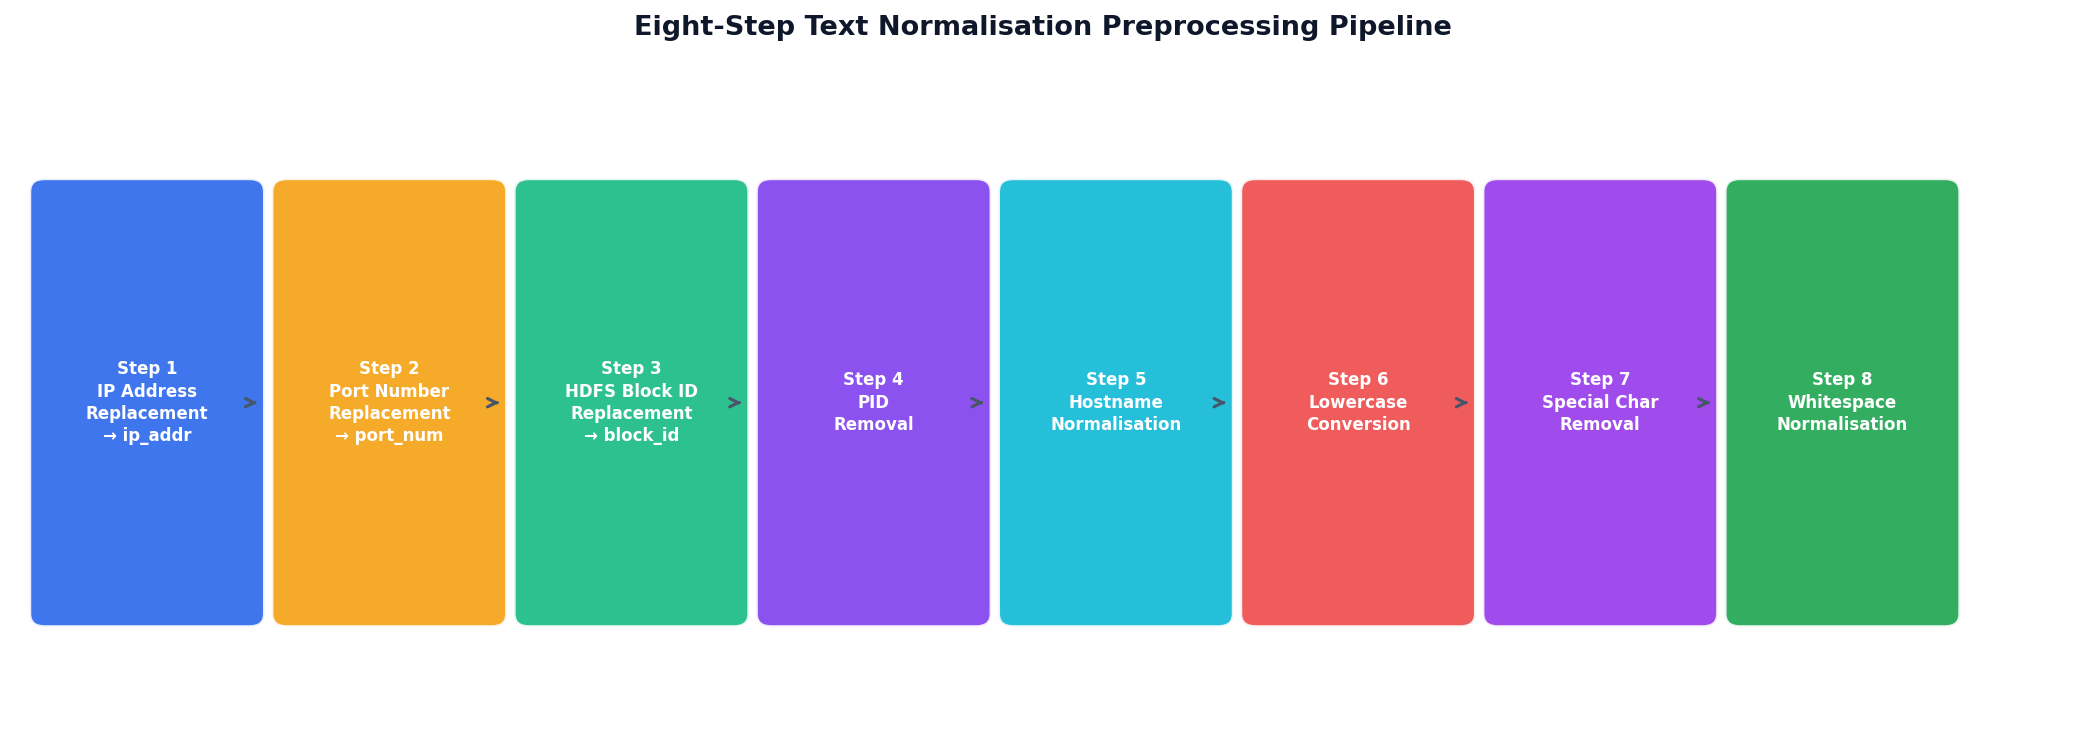 Eight-Step Text Normalisation Preprocessing Pipeline
Step 1
IP Address
Replacement
→ ip_addr
Step 2
Port Number
Replacement
→ port_num
Step 3
HDFS Block ID
Replacement
→ block_id
Step 4
PID
Removal
Step 5
Hostname
Normalisation
Step 6
Lowercase
Conversion
Step 7
Special Char
Removal
Step 8
Whitespace
Normalisation